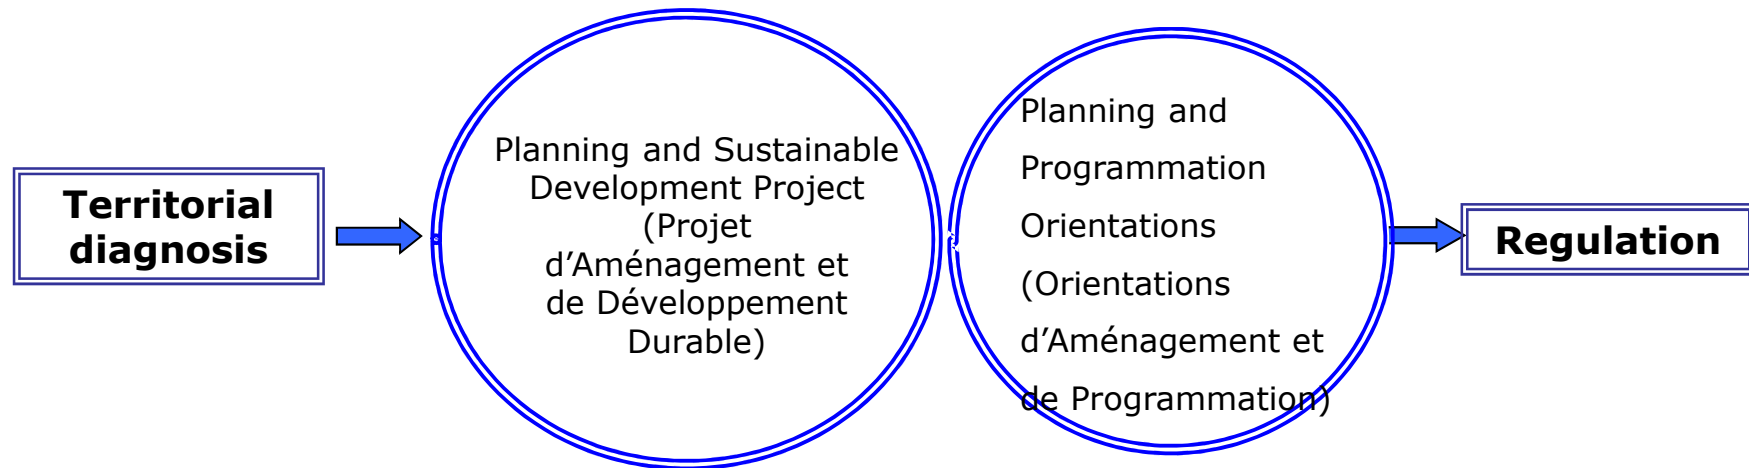 Territorial
diagnosis
Planning and Sustainable
Development Project
(Projet
d’Aménagement et
de Développement
Durable)
Planning and
Programmation
Orientations
(Orientations
d’Aménagement et
de Programmation)
Regulation